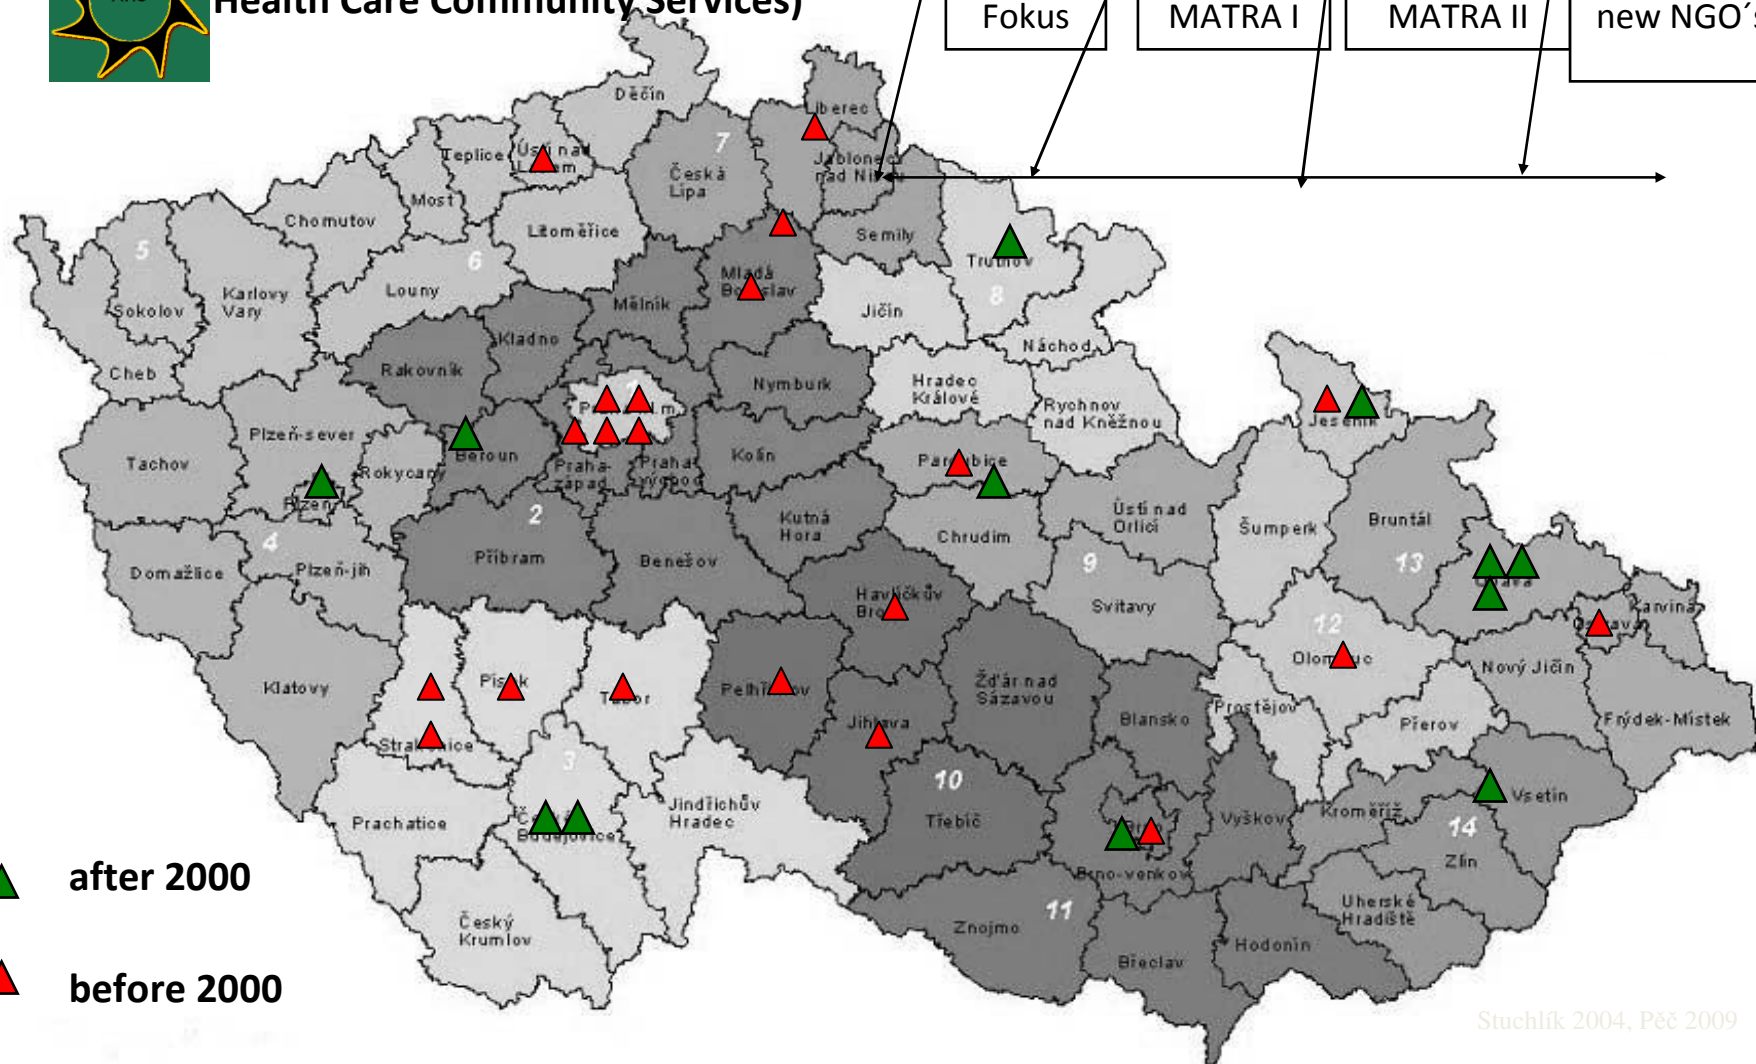 Health Care Community Services)
Fokus
MATRA I
MATRA II
new NGO´s
Děčín
Liberec
7
Teplice
Ústí nad
Labem
Jablonec
nad Nisou
Česká
Lípa
Most
Chomutov
Litoměřice
Semily
5
6
Trutnov
Mladá
Boleslav
Louny
Karlovy
Vary
8
Sokolov
Mělník
Jičín
Kladno
Náchod
Cheb
Rakovník
1
Nymburk
Hradec
Králové
Rychnov
nad Kněžnou
Jeseník
Plzeň-sever
Tachov
Rokycany
Beroun
Praha-
západ
Praha-
východ
Kolín
Pardubice
Plzeň
2
Kutná
Hora
Ústí nad
Orlicí
Šumperk
Bruntál
4
Chrudim
Domažlice
Plzeň-jih
Příbram
Benešov
9
13
Opava
Havlíčkův
Brod
Svitavy
Karviná
Ostrava
12
Olomouc
Nový Jičín
Klatovy
Písek
Tábor
Pelhřimov
Žďár nad
Sázavou
Prostějov
Jihlava
Blansko
Přerov
Frýdek-Místek
Strakonice
3
10
Vsetín
Prachatice
České
Budějovice
Jindřichův
Hradec
Třebíč
Brno
Vyškov
Kroměříž
14
Zlín
Brno-venkov
after 2000
Český
Krumlov
Znojmo
11
Uherské
Hradiště
Hodonín
Břeclav
before 2000
Stuchlík 2004, Pěč 2009